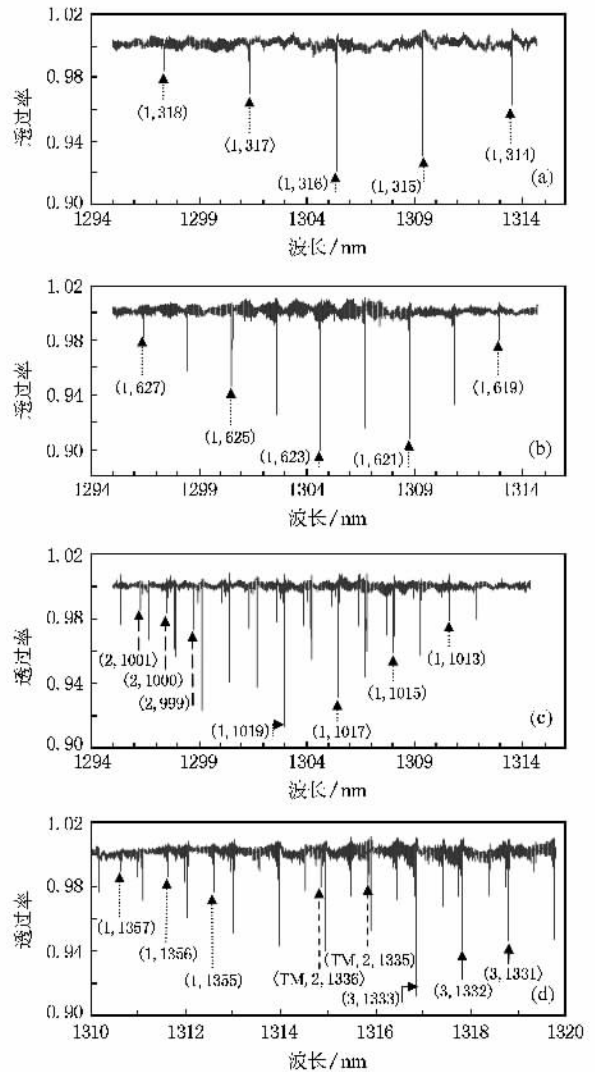 1.02
0.98
0.94
0.90
透过率
(1,318)
(1,317)
(1,316)
(1,315)
(1,314)
(a)
1294 1299 1304 1309 1314
波长/nm
1.02
0.98
0.94
0.90
透过率
(1,627)
(1,625)
(1,623)
(1,621)
(1,619)
(b)
1294 1299 1304 1309 1314
波长/nm
1.02
0.98
0.94
0.90
透过率
(2,1001)
(2,1000)
(2,999)
(1,1019)
(1,1017)
(1,1015)
(1,1013)
(c)
1294 1299 1304 1309 1314
波长/nm
1.02
0.98
0.94
0.90
透过率
(1,1357)
(1,1356)
(1,1355)
(TM,2,1336)
(TM,2,1335)
(3,1333)
(3,1332)
(3,1331)
(d)
1310 1312 1314 1316 1318 1320
波长/nm